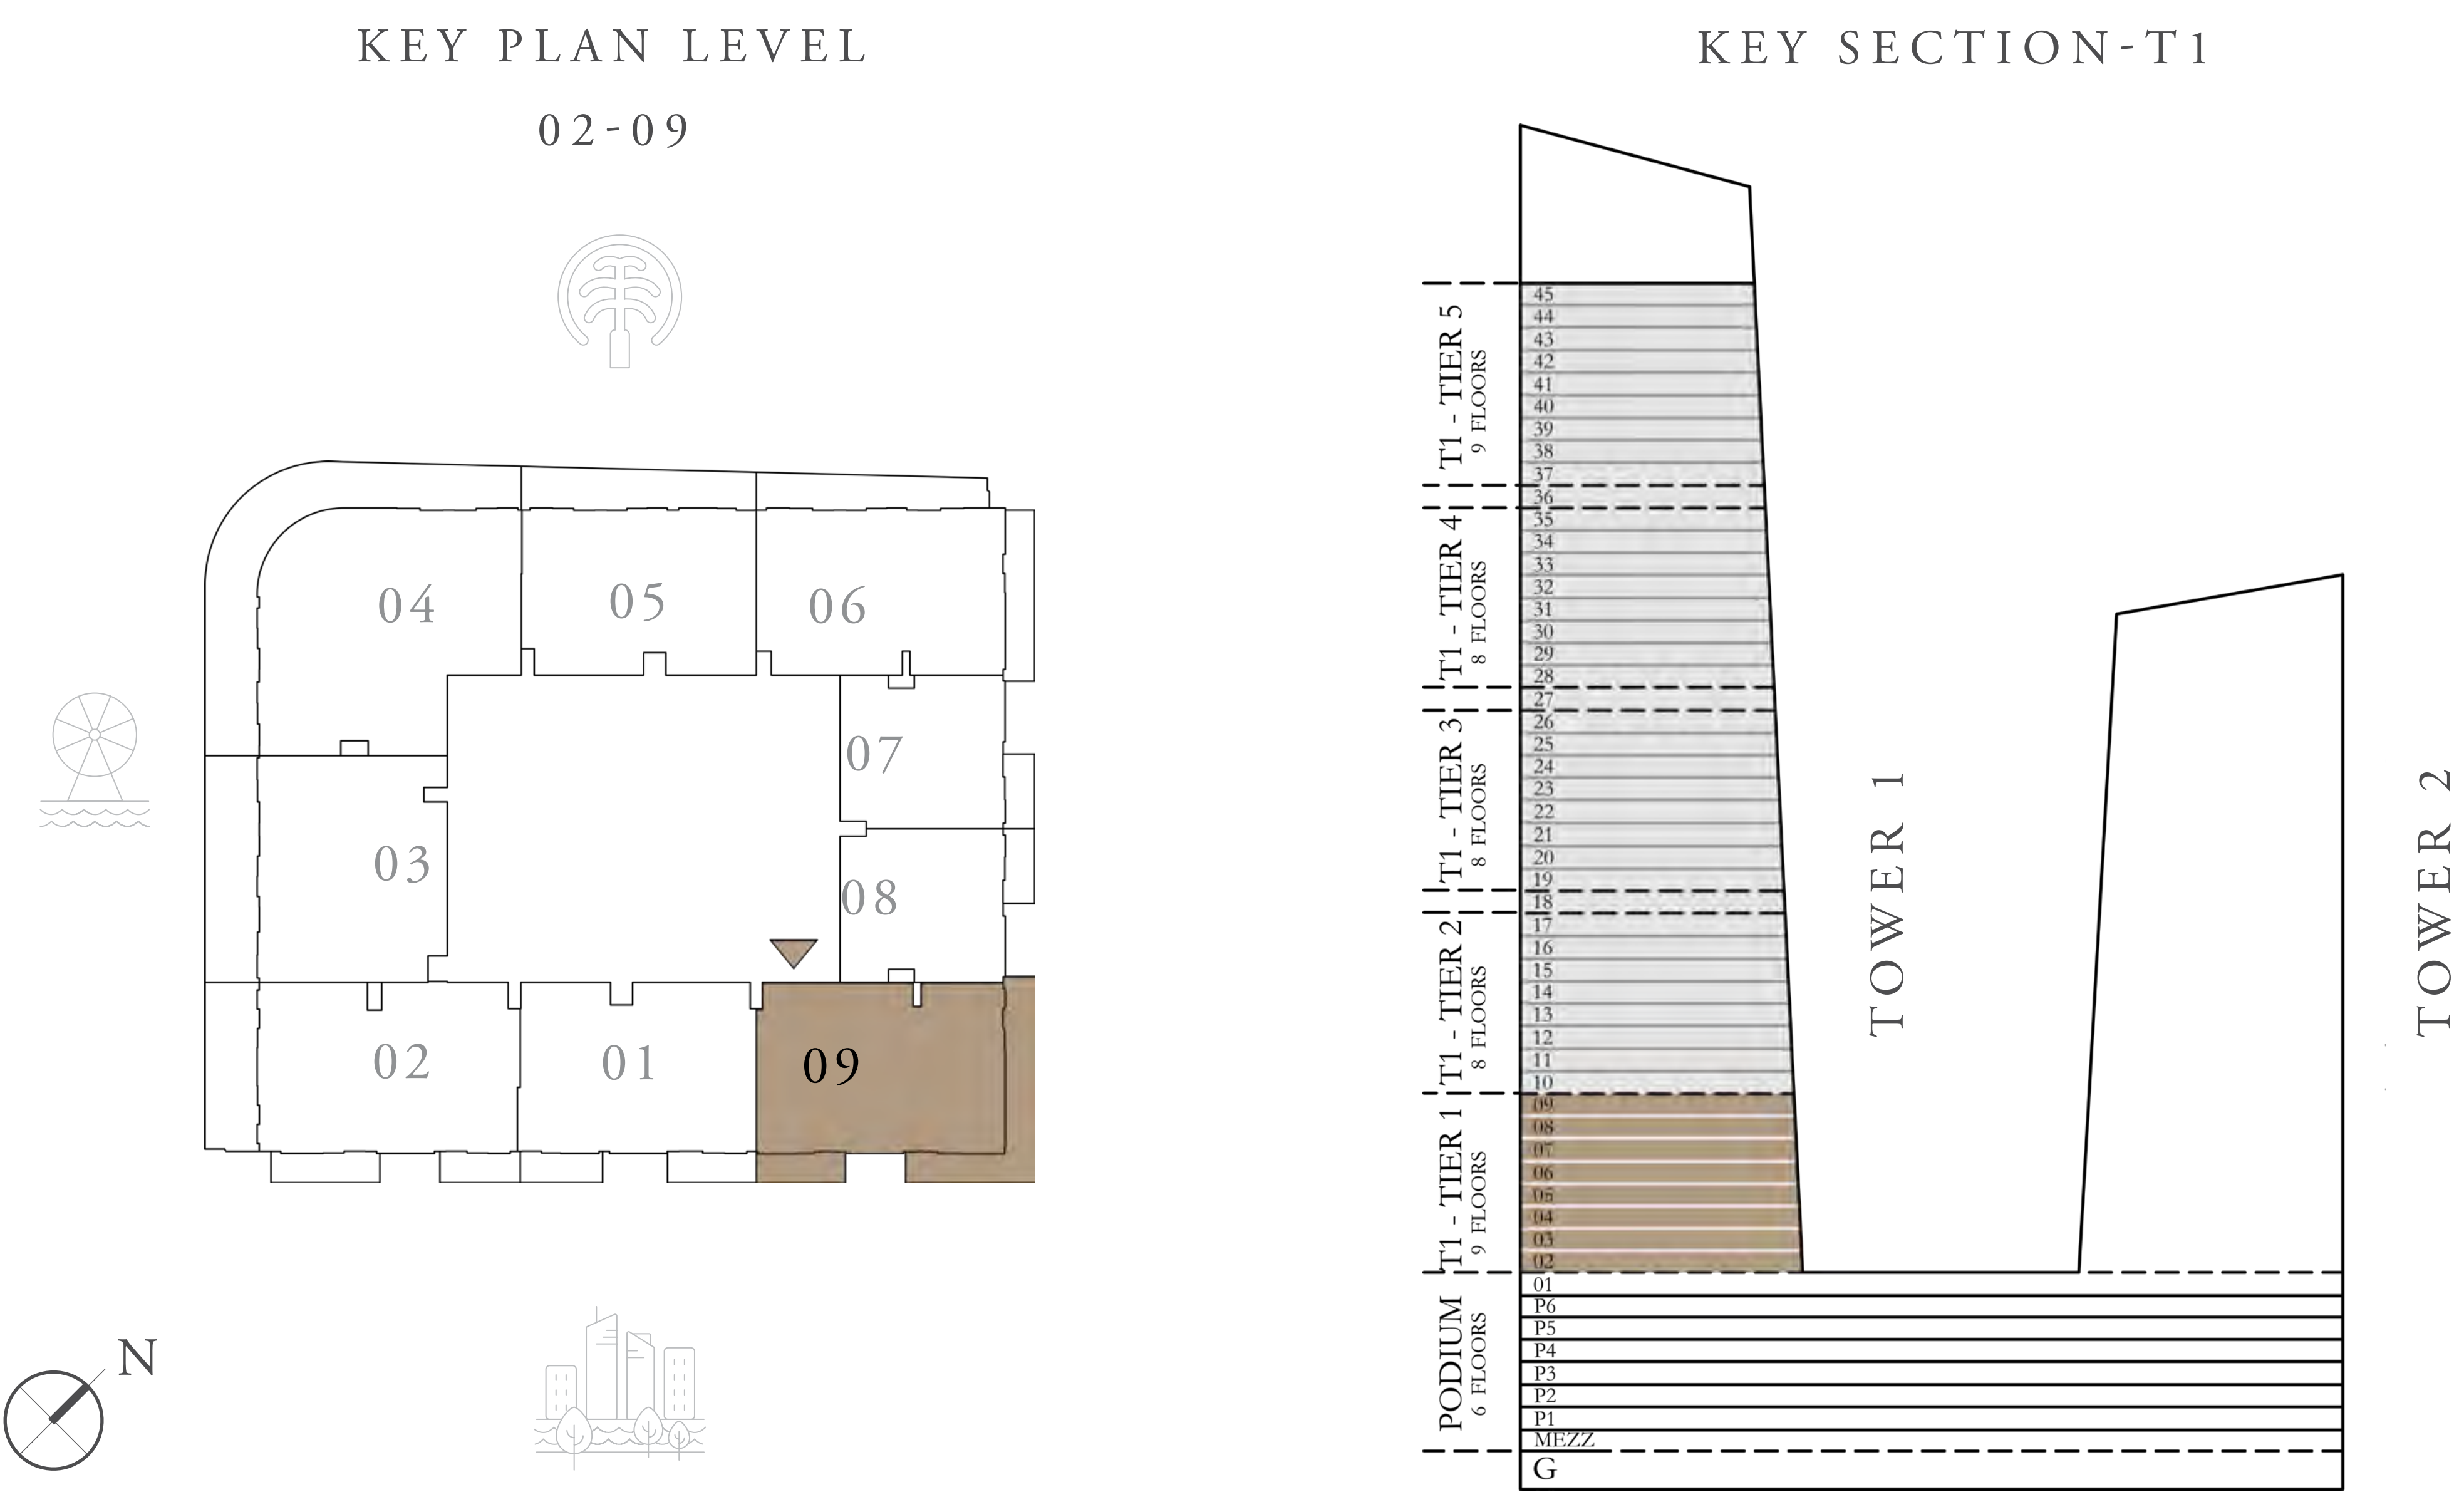 KEY PLAN LEVEL
02-09
04
05
06
07
03
08
02
01
09
N
KEY SECTION-T1
T1 - TIER 5
9 FLOORS
T1 - TIER 4
8 FLOORS
T1 - TIER 3
8 FLOORS
T1 - TIER 2
8 FLOORS
T1 - TIER 1
9 FLOORS
PODIUM
6 FLOORS
45
44
43
42
41
40
39
38
37
36
35
34
33
32
31
30
29
28
27
26
25
24
23
22
21
20
19
18
17
16
15
14
13
12
11
10
09
08
07
06
05
04
03
02
01
P6
P5
P4
P3
P2
P1
MEZZ
G
TOWER 1
TOWER 2